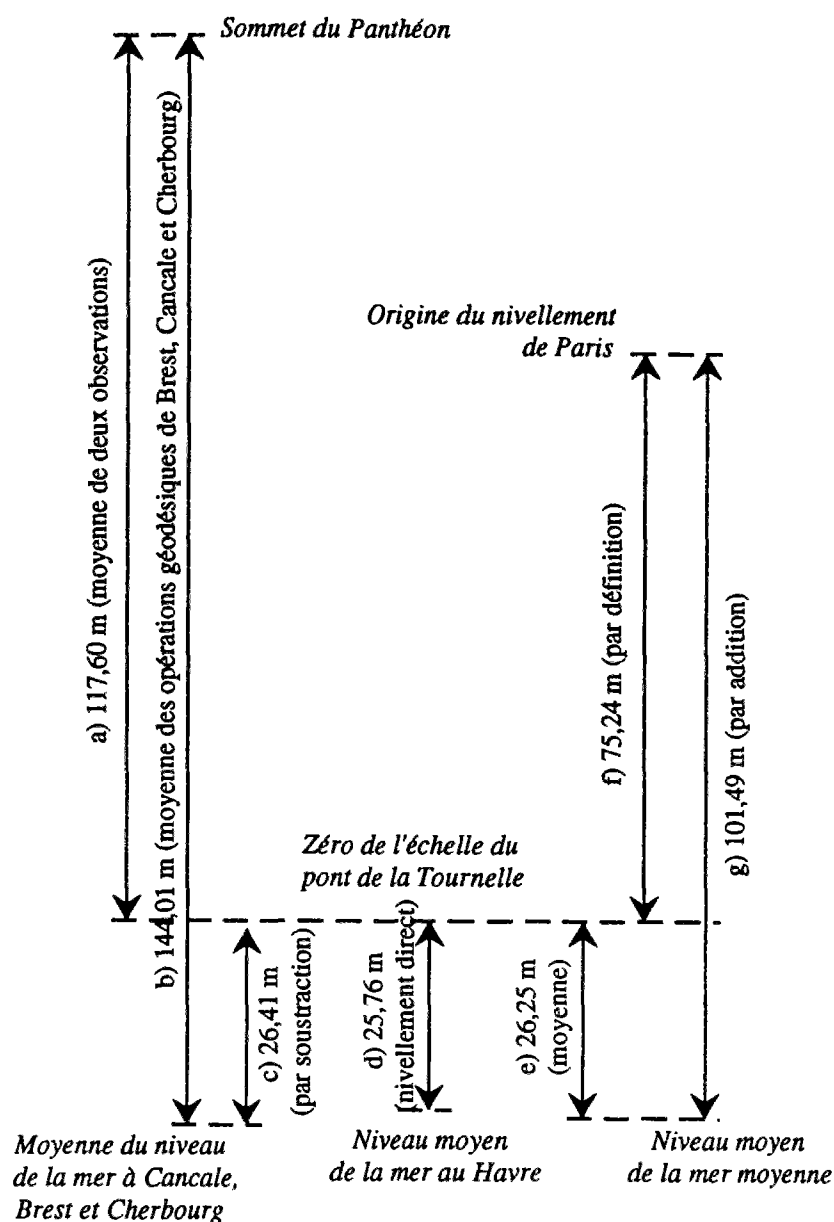 Sommet du Panthéon
a) 117,60 m (moyenne de deux observations)
b) 144,01 m (moyenne des opérations géodésiques de Brest, Cancale et Cherbourg)
Origine du nivellement
de Paris
f) 75,24 m (par définition)
g) 101,49 m (par addition)
Zéro de l'échelle du
pont de la Tournelle
c) 26,41 m
(par soustraction)
d) 25,76 m
(nivellement direct)
e) 26,25 m
(moyenne)
Moyenne du niveau
de la mer à Cancale,
Brest et Cherbourg
Niveau moyen
de la mer au Havre
Niveau moyen
de la mer moyenne